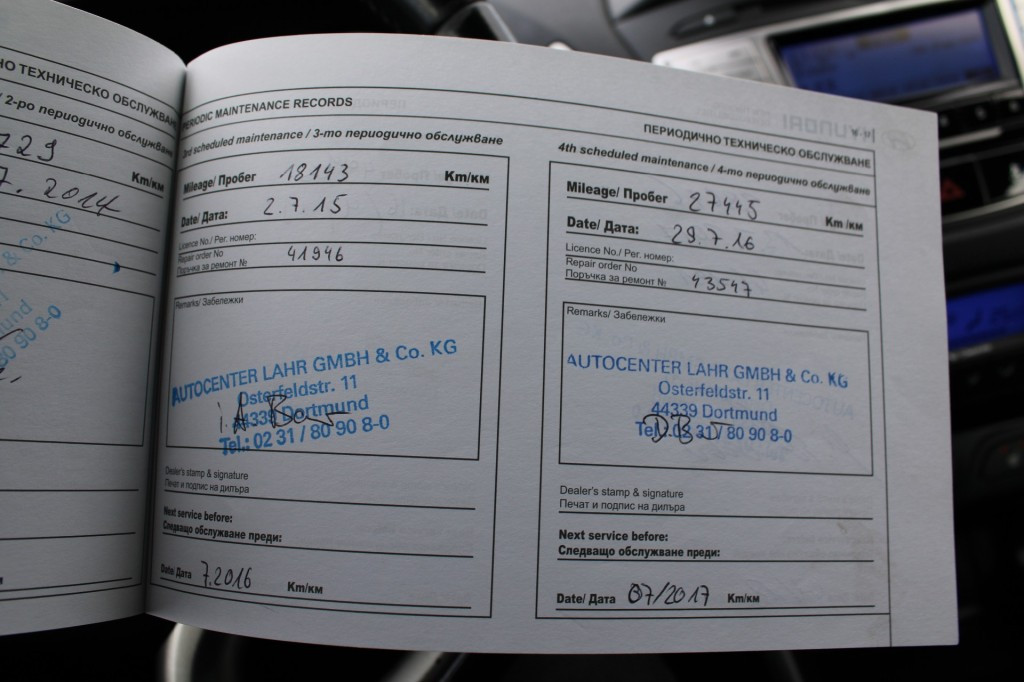 НО ТЕХНИЧЕСКО ОБСЛУЖВАНЕ
/ 2-ро периодично обслужване
729
Km/км
7. 2014
& Co. KG
mund
80 90 8-0
PERIODIC MAINTENANCE RECORDS
3rd scheduled maintenance / 3-то периодично обслужване
Mileage/ Пробег 18143 Km/км
Date/ Дата: 2.7.15
Licence No./ Рег. номер:
Repair order No
Поръчка за ремонт № 41946
Remarks/ Забележки
AUTOCENTER LAHR GMBH & Co. KG
Osterfeldstr. 11
44339 Dortmund
Tel.: 02 31 / 80 90 8-0
i. A
Dealer's stamp & signature
Печат и подпис на дилъра
Next service before:
Следващо обслужване преди:
Date/ Дата 7.2016 Km/км
ПЕРИОДИЧНО ТЕХНИЧЕСКО ОБСЛУЖВАНЕ
4th scheduled maintenance / 4-то периодично обслужване
Mileage/ Пробег 27445 Km /км
Date/ Дата: 29.7.16
Licence No./ Рег. номер:
Repair order No
Поръчка за ремонт № 43547
Remarks/ Забележки
AUTOCENTER LAHR GMBH & Co. KG
Osterfeldstr. 11
44339 Dortmund
Tel.: 02 31 / 80 90 8-0
Dealer's stamp & signature
Печат и подпис на дилъра
Next service before:
Следващо обслужване преди:
Date/ Дата 07/2017 Km/км